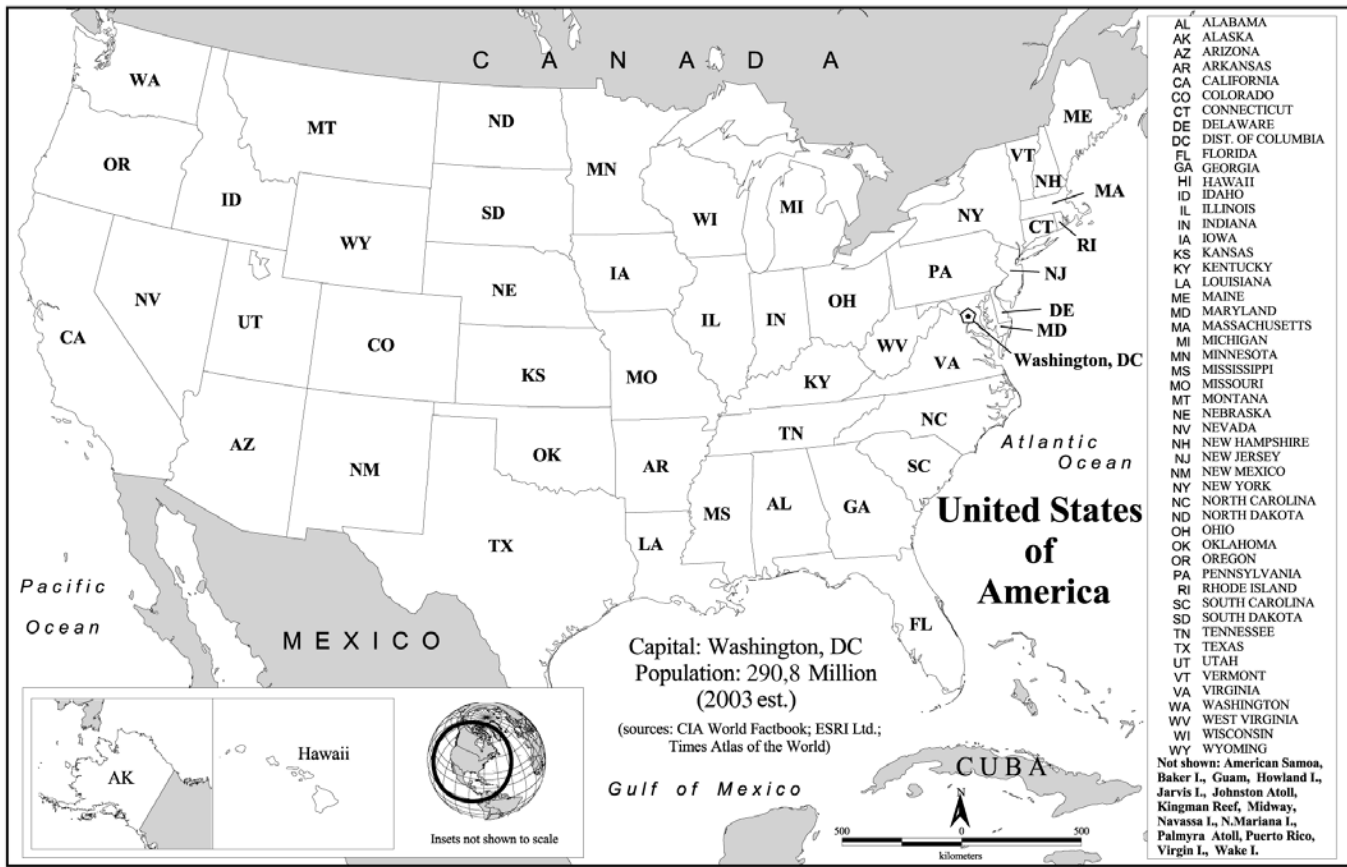 C A N A D A
WA
MT
ND
MN
ME
VT
NH
MA
OR
ID
SD
WI
MI
NY
CT
RI
WY
IA
PA
NJ
NE
NV
UT
CO
IL
IN
OH
DE
MD
CA
WV
VA
Washington, DC
KS
MO
KY
AZ
NM
OK
AR
TN
NC
SC
MS
AL
GA
TX
LA
FL
Atlantic
Ocean
United States
of
America
Pacific
Ocean
MEXICO
Capital: Washington, DC
Population: 290,8 Million
(2003 est.)
(sources: CIA World Factbook; ESRI Ltd.;
Times Atlas of the World)
Gulf of Mexico
CUBA
N
500 0 500
kilometers
AK
Hawaii
Insets not shown to scale
AL ALABAMA
AK ALASKA
AZ ARIZONA
AR ARKANSAS
CA CALIFORNIA
CO COLORADO
CT CONNECTICUT
DE DELAWARE
DC DIST. OF COLUMBIA
FL FLORIDA
GA GEORGIA
HI HAWAII
ID IDAHO
IL ILLINOIS
IN INDIANA
IA IOWA
KS KANSAS
KY KENTUCKY
LA LOUISIANA
ME MAINE
MD MARYLAND
MA MASSACHUSETTS
MI MICHIGAN
MN MINNESOTA
MS MISSISSIPPI
MO MISSOURI
MT MONTANA
NE NEBRASKA
NV NEVADA
NH NEW HAMPSHIRE
NJ NEW JERSEY
NM NEW MEXICO
NY NEW YORK
NC NORTH CAROLINA
ND NORTH DAKOTA
OH OHIO
OK OKLAHOMA
OR OREGON
PA PENNSYLVANIA
RI RHODE ISLAND
SC SOUTH CAROLINA
SD SOUTH DAKOTA
TN TENNESSEE
TX TEXAS
UT UTAH
VT VERMONT
VA VIRGINIA
WA WASHINGTON
WV WEST VIRGINIA
WI WISCONSIN
WY WYOMING
Not shown: American Samoa,
Baker I., Guam, Howland I.,
Jarvis I., Johnston Atoll,
Kingman Reef, Midway,
Navassa I., N.Mariana I.,
Palmyra Atoll, Puerto Rico,
Virgin I., Wake I.